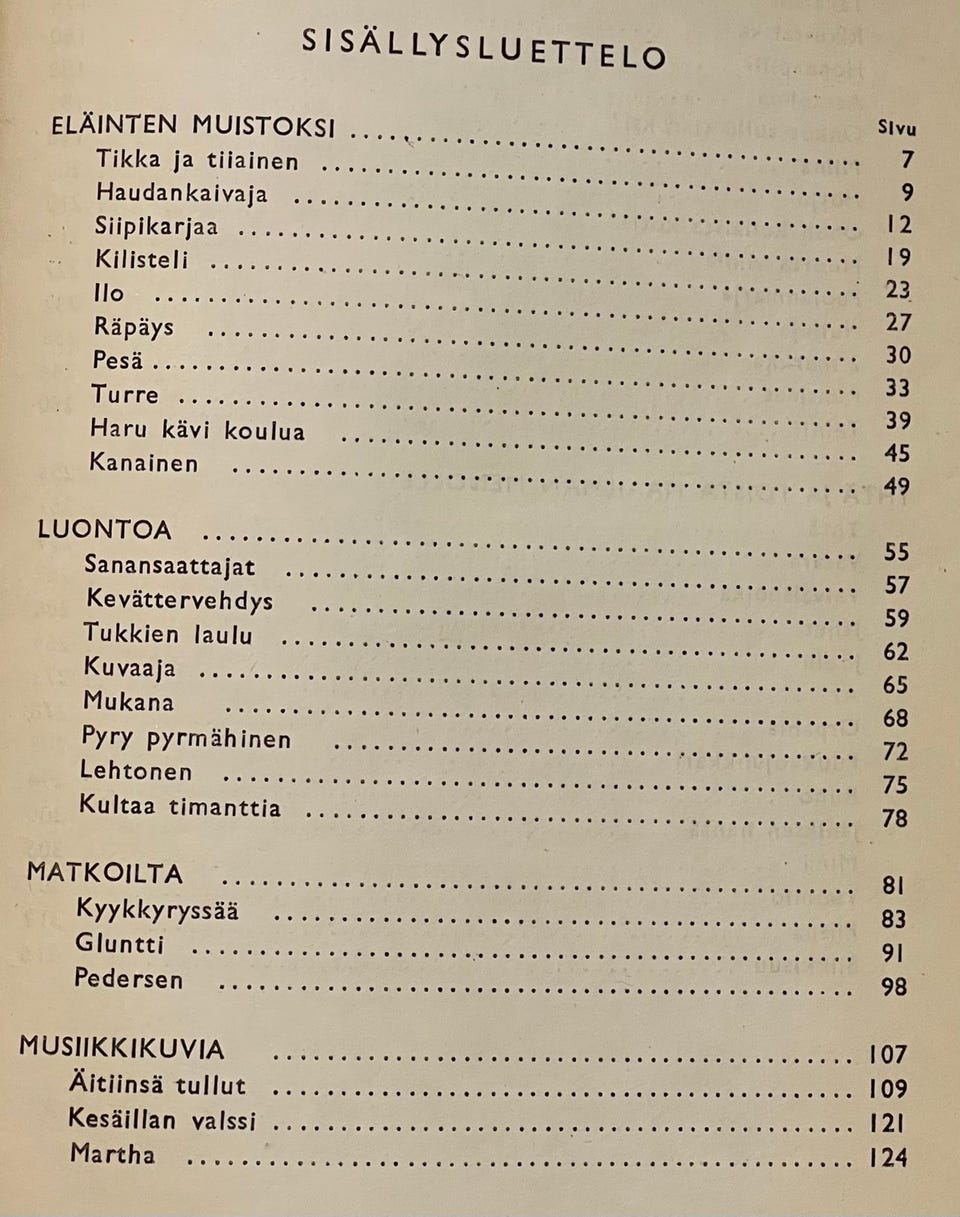 SISÄLLYSLUETTELO
Sivu
ELÄINTEN MUISTOKSI ........ 7
Tikka ja tiiainen ........ 9
Haudankaivaja ........ 12
Siipikarjaa ........ 19
Kilisteli ........ 23
Ilo ........ 27
Räpäys ........ 30
Pesä ........ 33
Turre ........ 39
Haru kävi koulua ........ 45
Kanainen ........ 49
LUONTOA ........ 55
Sanansaattajat ........ 57
Kevättervehdys ........ 59
Tukkien laulu ........ 62
Kuvaaja ........ 65
Mukana ........ 68
Pyry pyrmähinen ........ 72
Lehtonen ........ 75
Kultaa timanttia ........ 78
MATKOILTA ........ 81
Kyykkyryssää ........ 83
Gluntti ........ 91
Pedersen ........ 98
MUSIIKKIKUVIA ........ 107
Äitiinsä tullut ........ 109
Kesäillan valssi ........ 121
Martha ........ 124